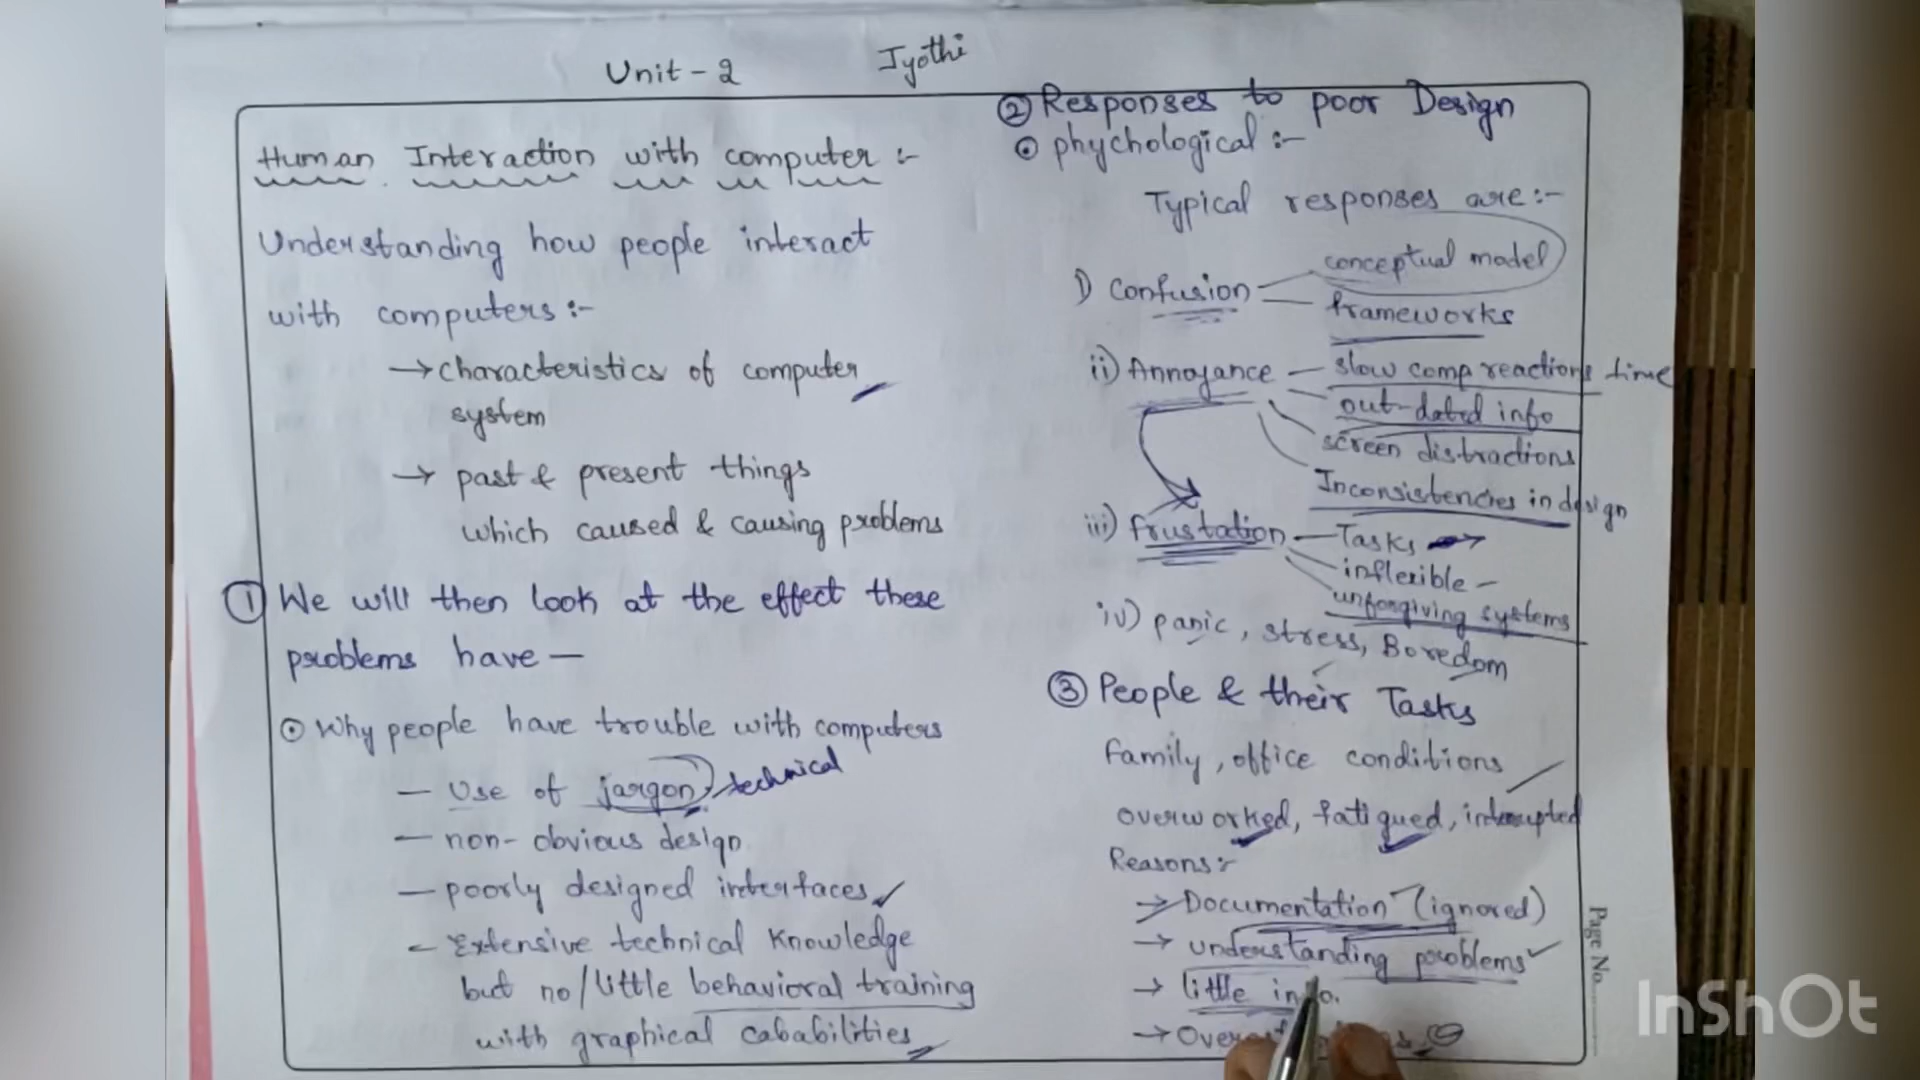 Unit - 2
Jyothi
Human Interaction with computer :-
Understanding how people interact
with computers :-
→ characteristics of computer
system
→ past & present things
which caused & causing problems
① We will then look at the effect these
problems have —
⊙ Why people have trouble with computers
— Use of jargon technical
— non-obvious design
— poorly designed interfaces
— Extensive technical knowledge
but no/little behavioral training
with graphical cababilities
② Responses to poor Design
⊙ phychological :-
Typical responses are :-
i) confusion — conceptual model
— frameworks
ii) Annoyance — slow comp reactions time
out-dated info
screen distractions
Inconsistencies in design
iii) frustation — Tasks →
inflexible —
unforgiving systems
iv) panic, stress, Boredom
③ People & their Tasks
family, office conditions
overworked, fatigued,
Reasons :-
→ Documentation (ignored)
→ understanding problems
→ little
→
Page No.
InShOt